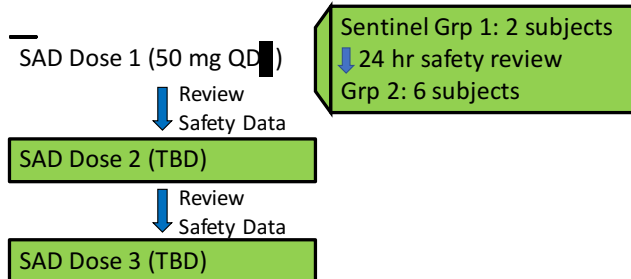 SAD Dose 1 (50 mg QD )
Sentinel Grp 1: 2 subjects
24 hr safety review
Grp 2: 6 subjects
Review
Safety Data
SAD Dose 2 (TBD)
Review
Safety Data
SAD Dose 3 (TBD)